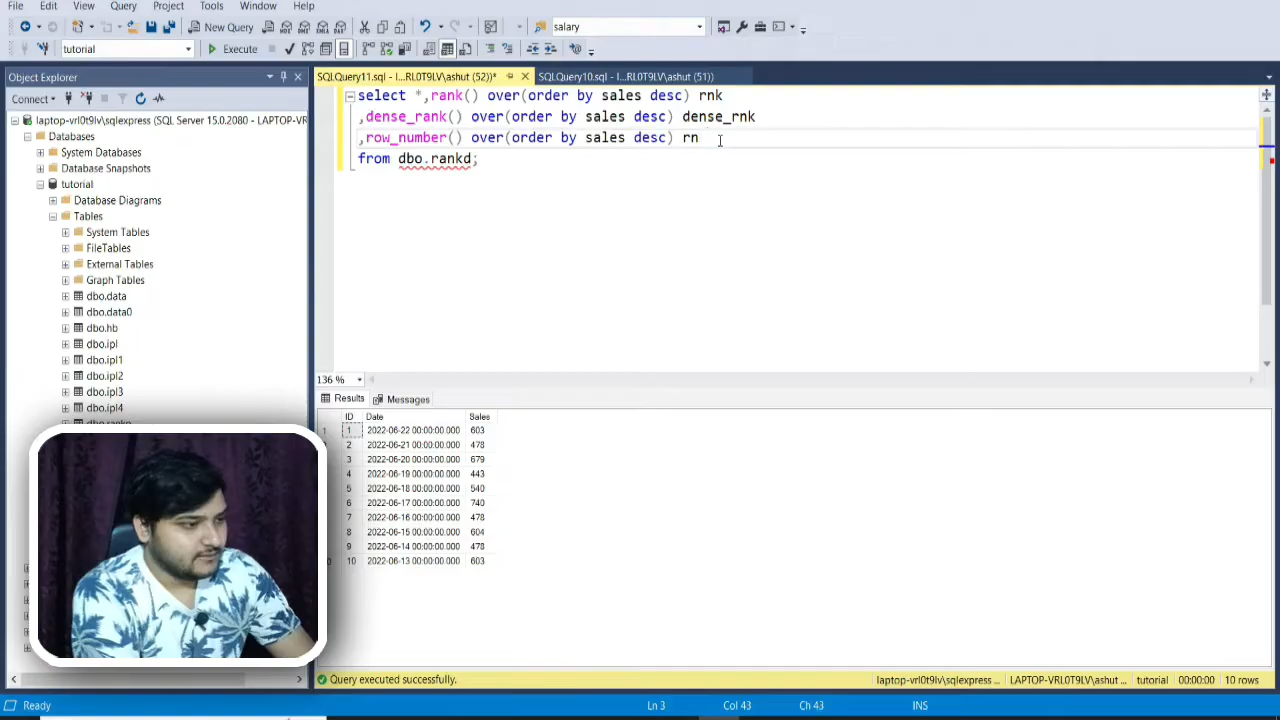 File Edit View Query Project Tools Window Help
New Query salary
tutorial Execute
Object Explorer
SQLQuery11.sql - l...RL0T9LV\ashut (52))* SQLQuery10.sql - l...RL0T9LV\ashut (51))
Connect
laptop-vrl0t9lv\sqlexpress (SQL Server 15.0.2080 - LAPTOP-VR
Databases
System Databases
Database Snapshots
tutorial
Database Diagrams
Tables
System Tables
FileTables
External Tables
Graph Tables
dbo.data
dbo.data0
dbo.hb
dbo.ipl
dbo.ipl1
dbo.ipl2
dbo.ipl3
dbo.ipl4
select *,rank() over(order by sales desc) rnk
,dense_rank() over(order by sales desc) dense_rnk
,row_number() over(order by sales desc) rn
from dbo.rankd;
136 %
Results Messages
ID Date Sales
1 1 2022-06-22 00:00:00.000 603
2 2022-06-21 00:00:00.000 478
3 2022-06-20 00:00:00.000 679
4 2022-06-19 00:00:00.000 443
5 2022-06-18 00:00:00.000 540
6 2022-06-17 00:00:00.000 740
7 2022-06-16 00:00:00.000 478
8 2022-06-15 00:00:00.000 604
9 2022-06-14 00:00:00.000 478
10 2022-06-13 00:00:00.000 603
Query executed successfully. laptop-vrl0t9lv\sqlexpress ... LAPTOP-VRL0T9LV\ashut ... tutorial 00:00:00 10 rows
Ready Ln 3 Col 43 Ch 43 INS